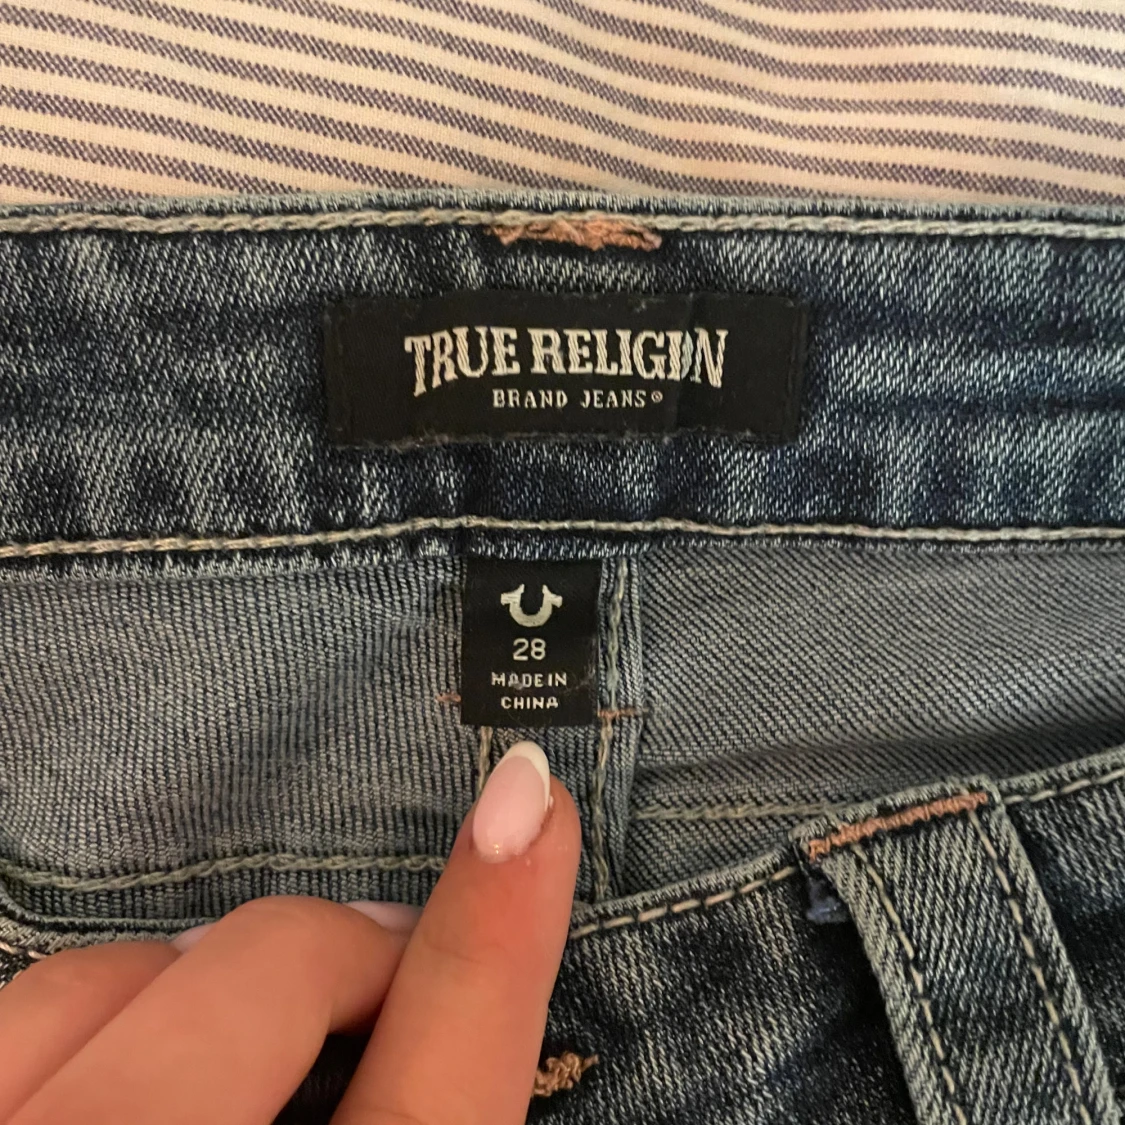 TRUE RELIGION
BRAND JEANS®
28
MADE IN
CHINA